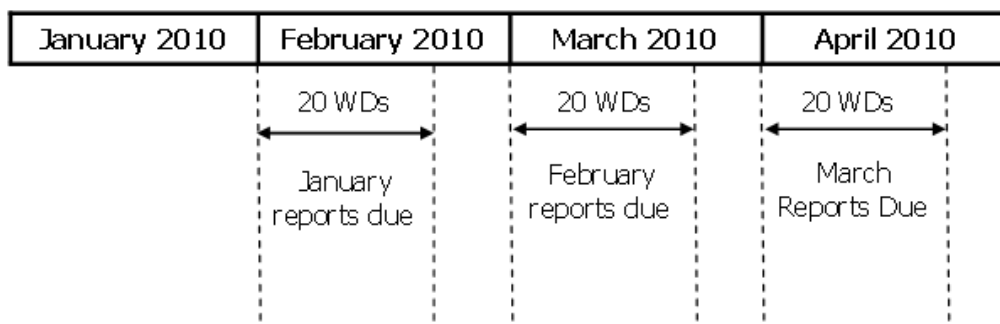 January 2010 February 2010 March 2010 April 2010
20 WDs 20 WDs 20 WDs
January
reports due
February
reports due
March
Reports Due